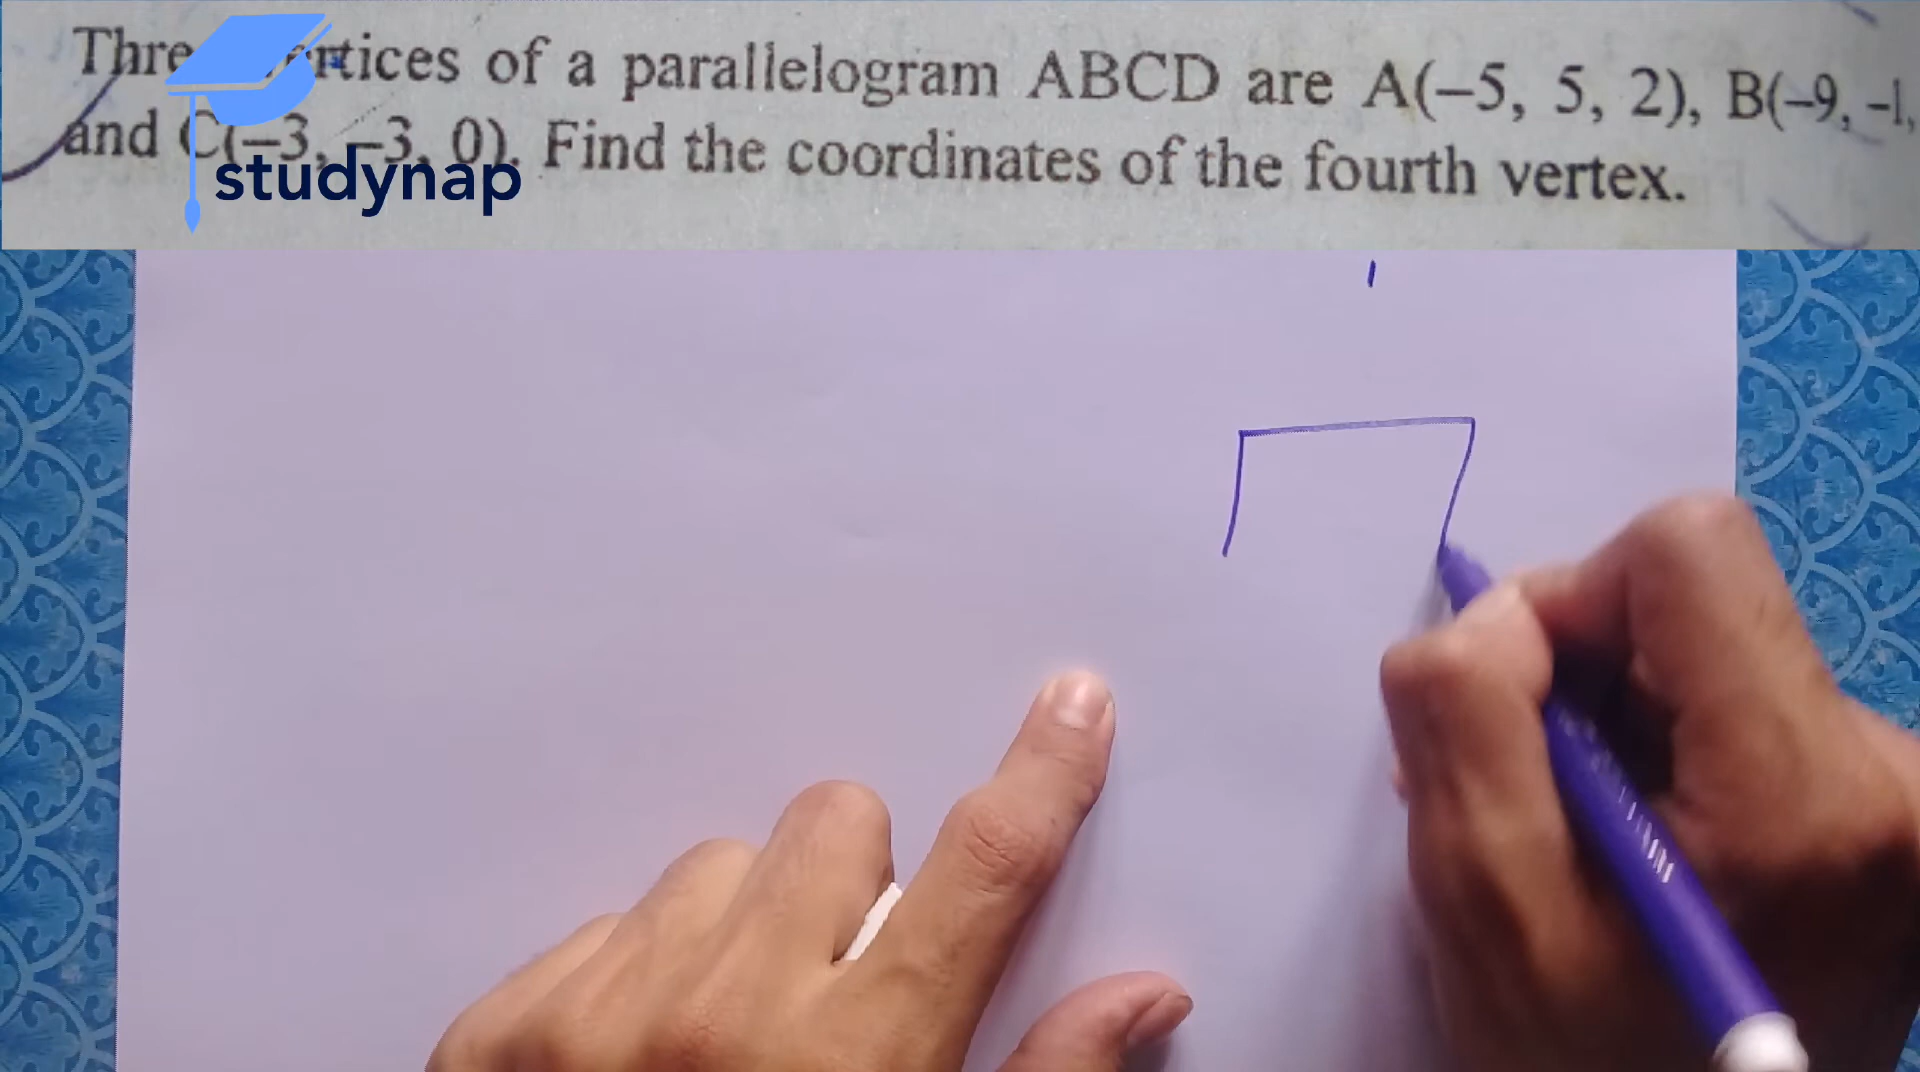 Thre rtices of a parallelogram ABCD are A(–5, 5, 2), B(–9, –1,
and C(–3, –3, 0). Find the coordinates of the fourth vertex.
studynap